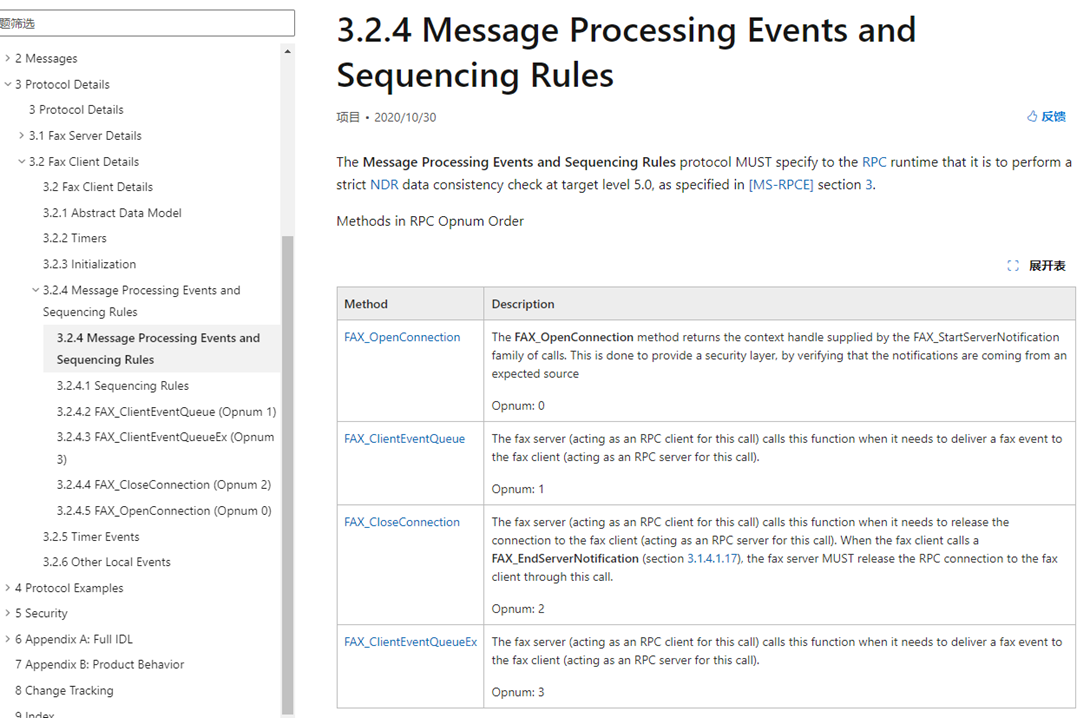 题筛选
2 Messages
3 Protocol Details
3 Protocol Details
3.1 Fax Server Details
3.2 Fax Client Details
3.2 Fax Client Details
3.2.1 Abstract Data Model
3.2.2 Timers
3.2.3 Initialization
3.2.4 Message Processing Events and
Sequencing Rules
3.2.4 Message Processing Events and
Sequencing Rules
3.2.4.1 Sequencing Rules
3.2.4.2 FAX_ClientEventQueue (Opnum 1)
3.2.4.3 FAX_ClientEventQueueEx (Opnum
3)
3.2.4.4 FAX_CloseConnection (Opnum 2)
3.2.4.5 FAX_OpenConnection (Opnum 0)
3.2.5 Timer Events
3.2.6 Other Local Events
4 Protocol Examples
5 Security
6 Appendix A: Full IDL
7 Appendix B: Product Behavior
8 Change Tracking
9 Index
3.2.4 Message Processing Events and
Sequencing Rules
项目 • 2020/10/30
反馈
The Message Processing Events and Sequencing Rules protocol MUST specify to the RPC runtime that it is to perform a
strict NDR data consistency check at target level 5.0, as specified in [MS-RPCE] section 3.
Methods in RPC Opnum Order
展开表
Method
Description
FAX_OpenConnection
The FAX_OpenConnection method returns the context handle supplied by the FAX_StartServerNotification
family of calls. This is done to provide a security layer, by verifying that the notifications are coming from an
expected source
Opnum: 0
FAX_ClientEventQueue
The fax server (acting as an RPC client for this call) calls this function when it needs to deliver a fax event to
the fax client (acting as an RPC server for this call).
Opnum: 1
FAX_CloseConnection
The fax server (acting as an RPC client for this call) calls this function when it needs to release the
connection to the fax client (acting as an RPC server for this call). When the fax client calls a
FAX_EndServerNotification (section 3.1.4.1.17), the fax server MUST release the RPC connection to the fax
client through this call.
Opnum: 2
FAX_ClientEventQueueEx
The fax server (acting as an RPC client for this call) calls this function when it needs to deliver a fax event to
the fax client (acting as an RPC server for this call).
Opnum: 3